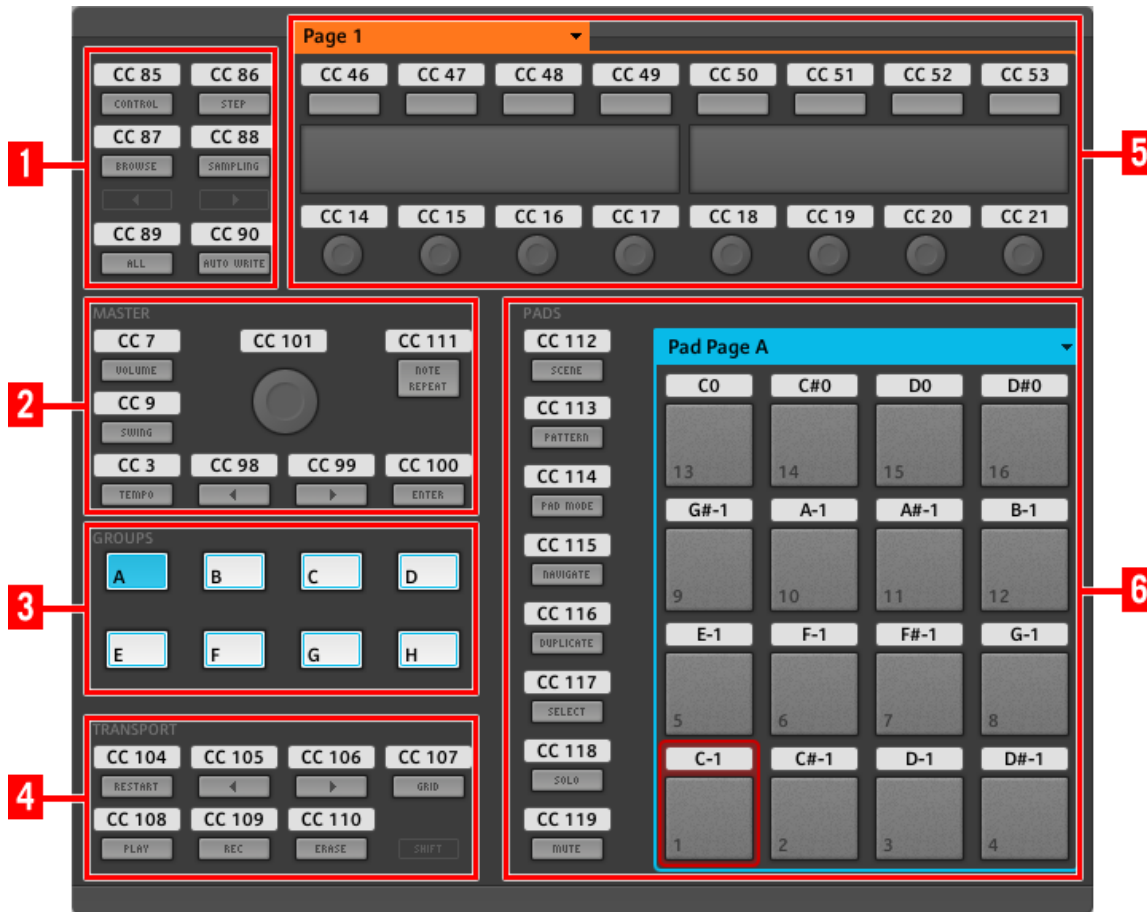 Page 1
CC 85 CC 86
CONTROL STEP
CC 87 CC 88
BROWSE SAMPLING
CC 89 CC 90
ALL AUTO WRITE
1
CC 46 CC 47 CC 48 CC 49 CC 50 CC 51 CC 52 CC 53
CC 14 CC 15 CC 16 CC 17 CC 18 CC 19 CC 20 CC 21
5
MASTER
CC 7 CC 101 CC 111
VOLUME NOTE
REPEAT
CC 9
SWING
CC 3 CC 98 CC 99 CC 100
TEMPO ENTER
2
GROUPS
A B C D
E F G H
3
TRANSPORT
CC 104 CC 105 CC 106 CC 107
RESTART GRID
CC 108 CC 109 CC 110
PLAY REC ERASE SHIFT
4
PADS
CC 112
SCENE
CC 113
PATTERN
CC 114
PAD MODE
CC 115
NAVIGATE
CC 116
DUPLICATE
CC 117
SELECT
CC 118
SOLO
CC 119
MUTE
Pad Page A
C0 C#0 D0 D#0
13 14 15 16
G#-1 A-1 A#-1 B-1
9 10 11 12
E-1 F-1 F#-1 G-1
5 6 7 8
C-1 C#-1 D-1 D#-1
1 2 3 4
6